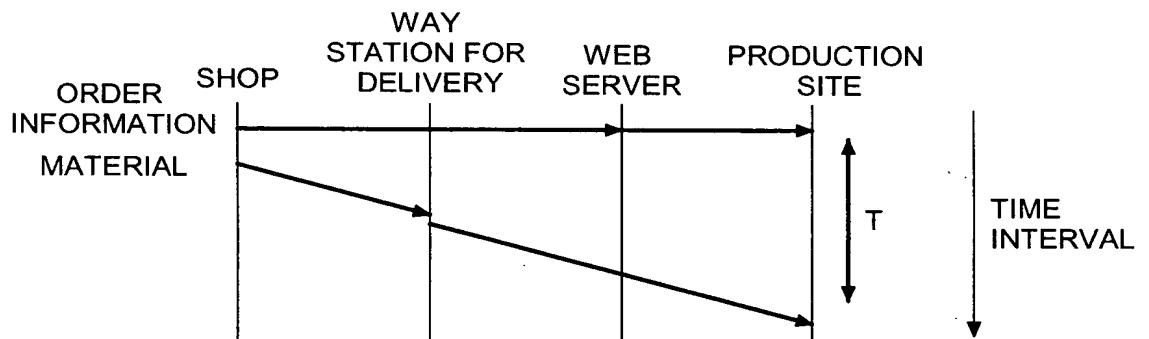 WAY
STATION FOR
DELIVERY
SHOP
WEB
SERVER
PRODUCTION
SITE
ORDER
INFORMATION
MATERIAL
T
TIME
INTERVAL